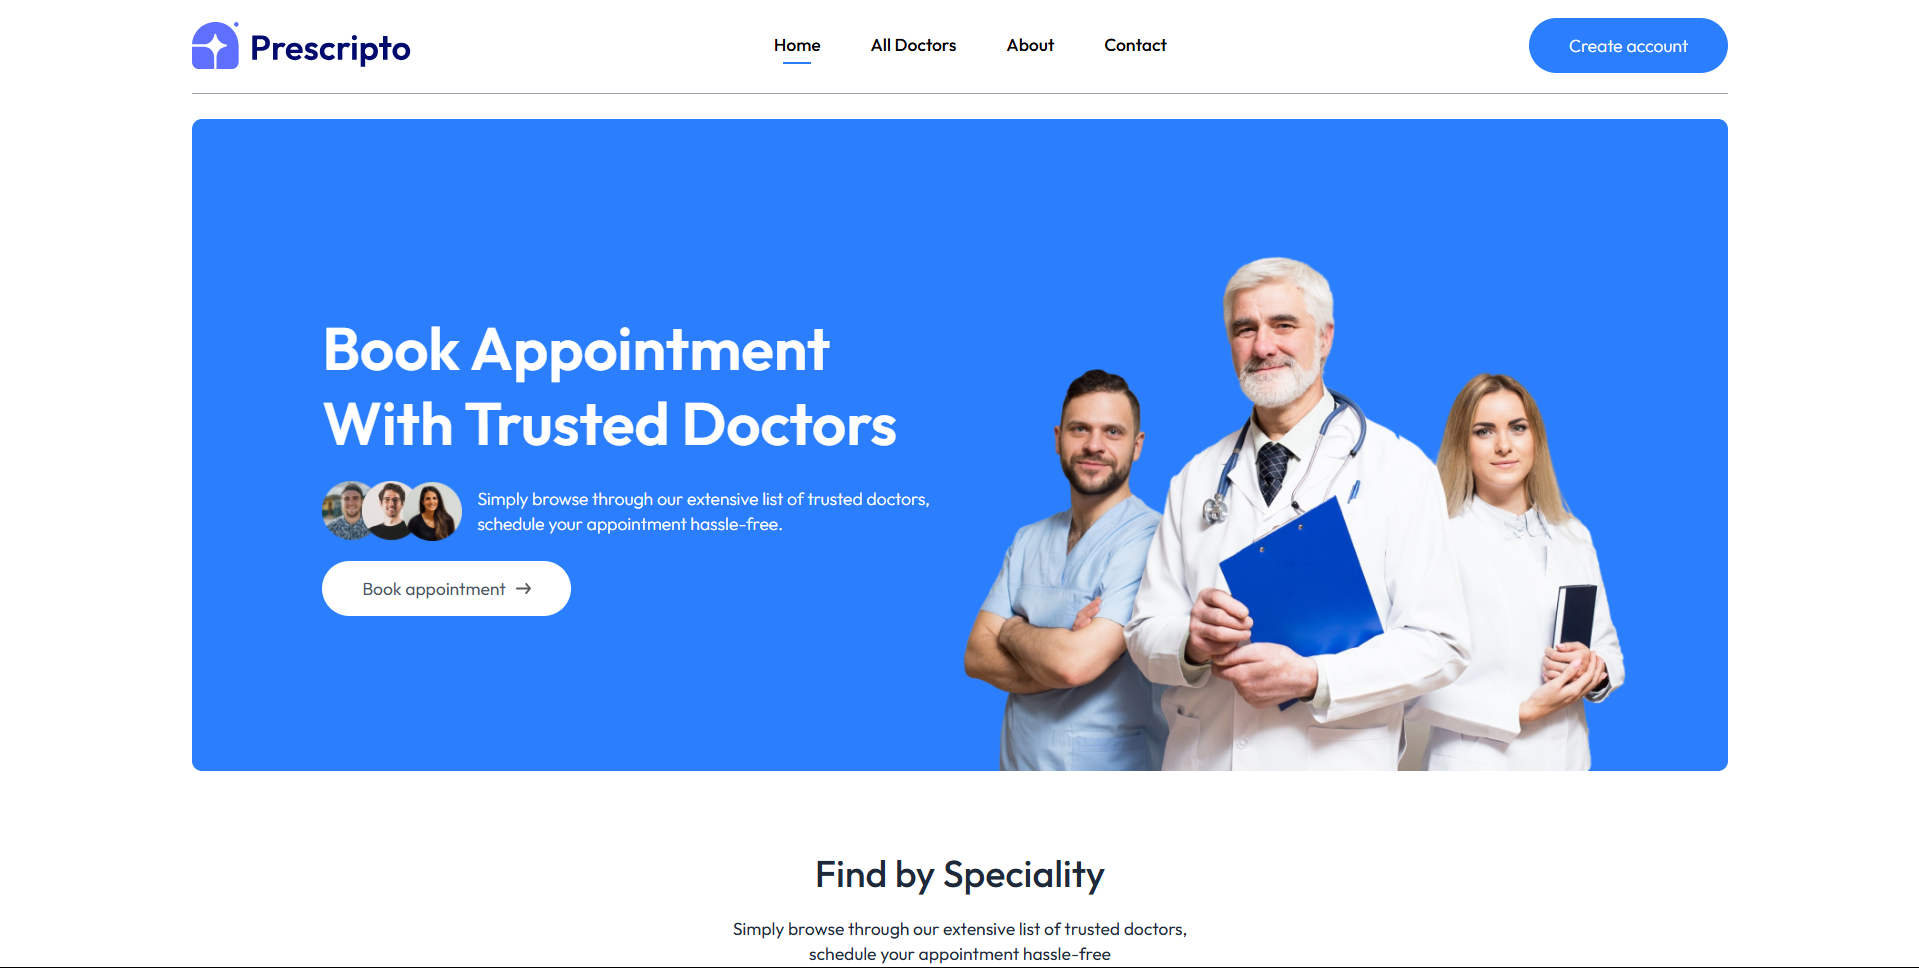 Prescripto
Home
All Doctors
About
Contact
Create account
Book Appointment
With Trusted Doctors
Simply browse through our extensive list of trusted doctors,
schedule your appointment hassle-free.
Book appointment →
Find by Speciality
Simply browse through our extensive list of trusted doctors,
schedule your appointment hassle-free